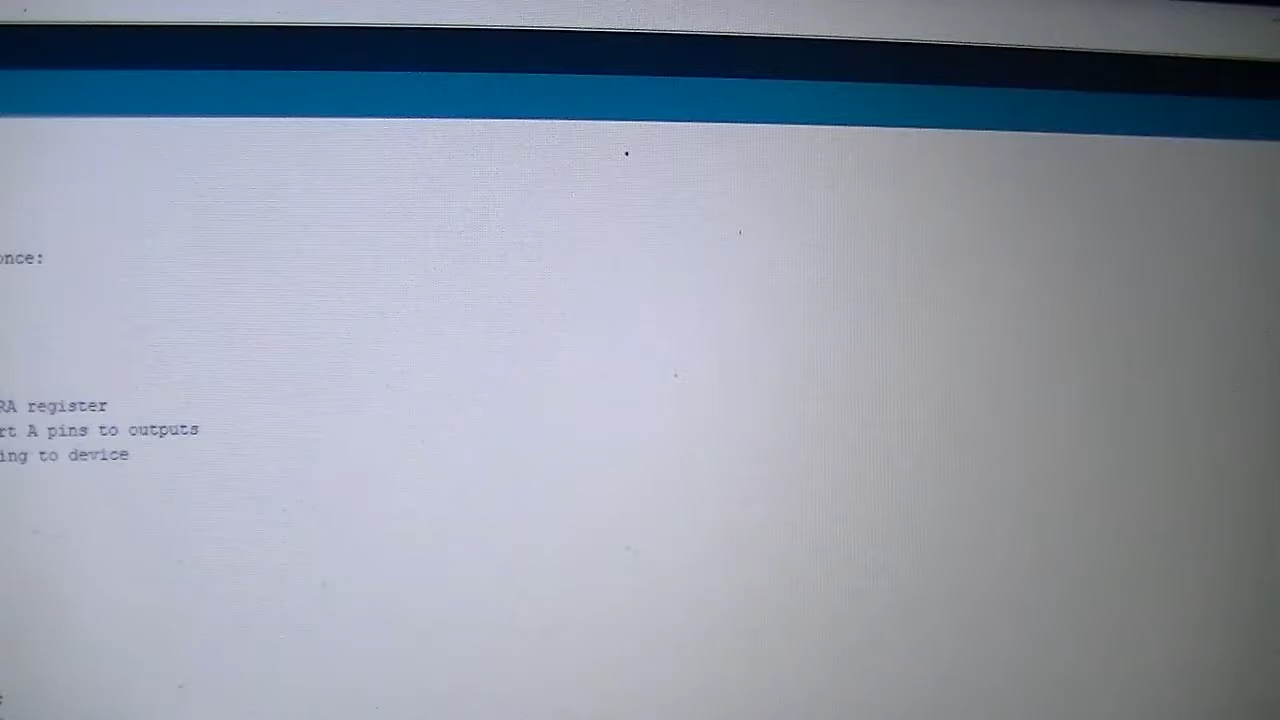 once:
RA register
rt A pins to outputs
ing to device